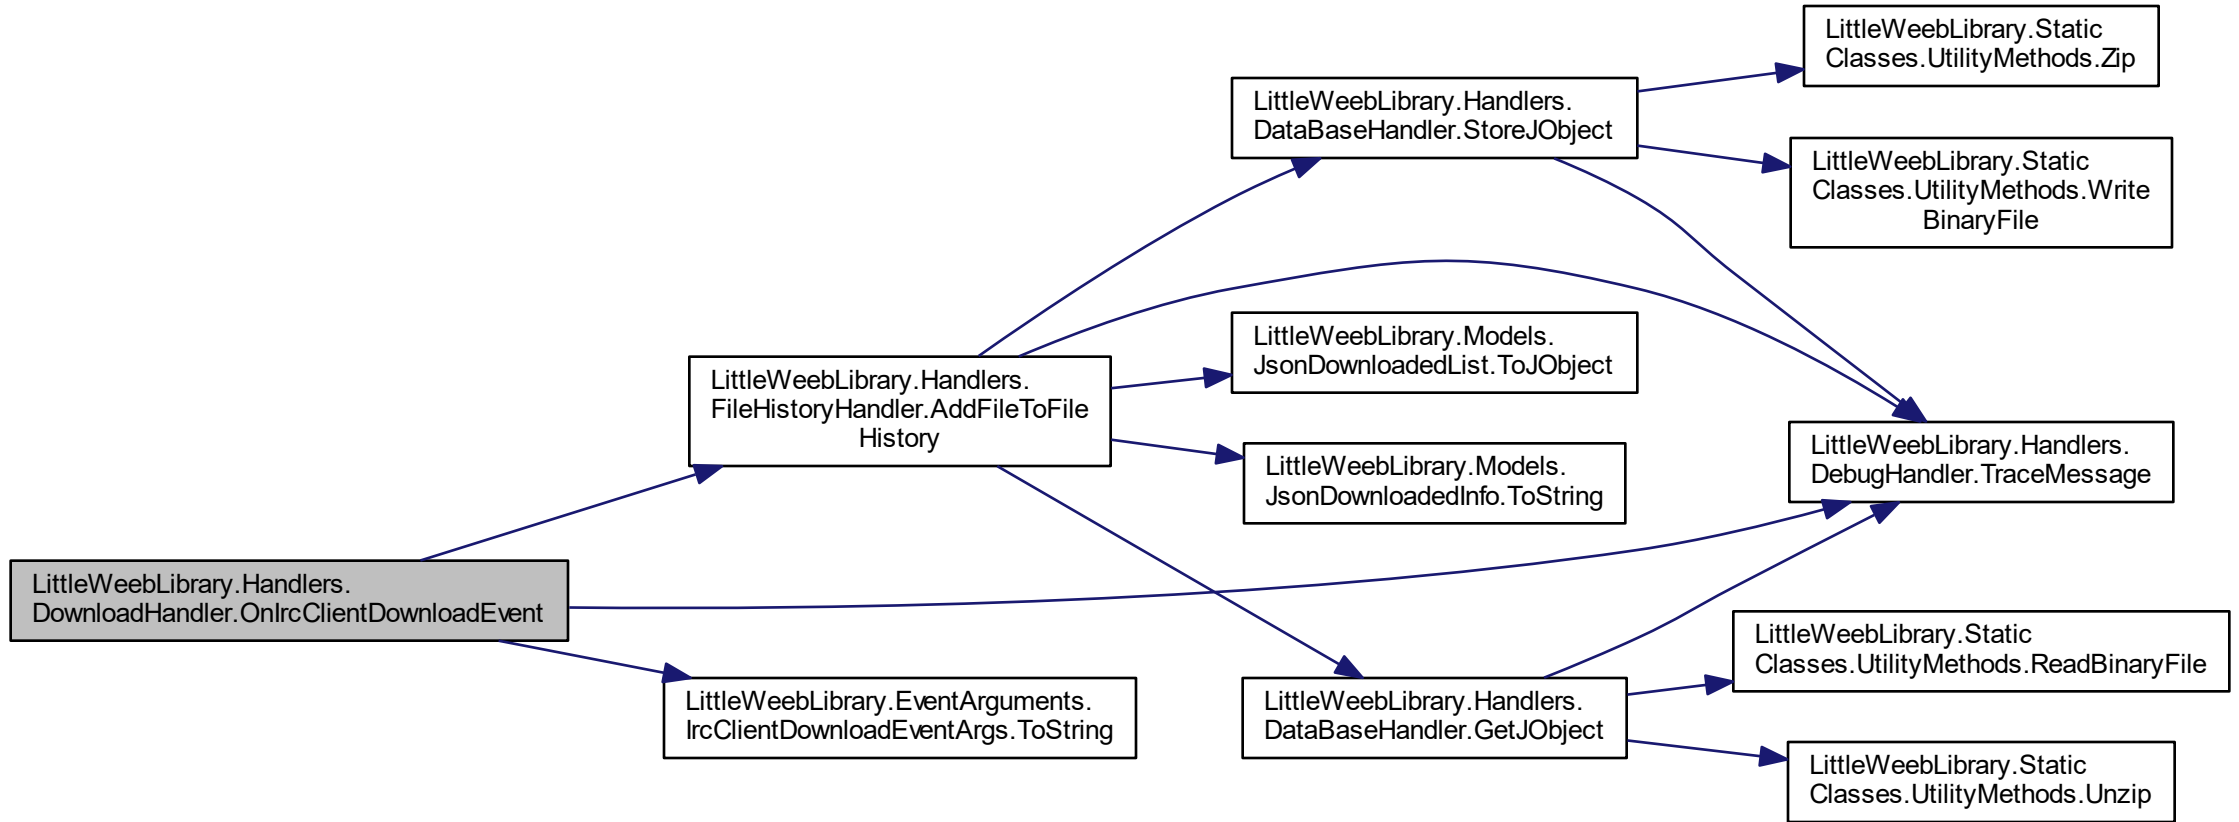 LittleWeebLibrary.Static
Classes.UtilityMethods.Zip
LittleWeebLibrary.Handlers.
DataBaseHandler.StoreJObject
LittleWeebLibrary.Static
Classes.UtilityMethods.Write
BinaryFile
LittleWeebLibrary.Models.
JsonDownloadedList.ToJObject
LittleWeebLibrary.Handlers.
FileHistoryHandler.AddFileToFile
History
LittleWeebLibrary.Handlers.
DebugHandler.TraceMessage
LittleWeebLibrary.Models.
JsonDownloadedInfo.ToString
LittleWeebLibrary.Handlers.
DownloadHandler.OnIrcClientDownloadEvent
LittleWeebLibrary.Static
Classes.UtilityMethods.ReadBinaryFile
LittleWeebLibrary.EventArguments.
IrcClientDownloadEventArgs.ToString
LittleWeebLibrary.Handlers.
DataBaseHandler.GetJObject
LittleWeebLibrary.Static
Classes.UtilityMethods.Unzip